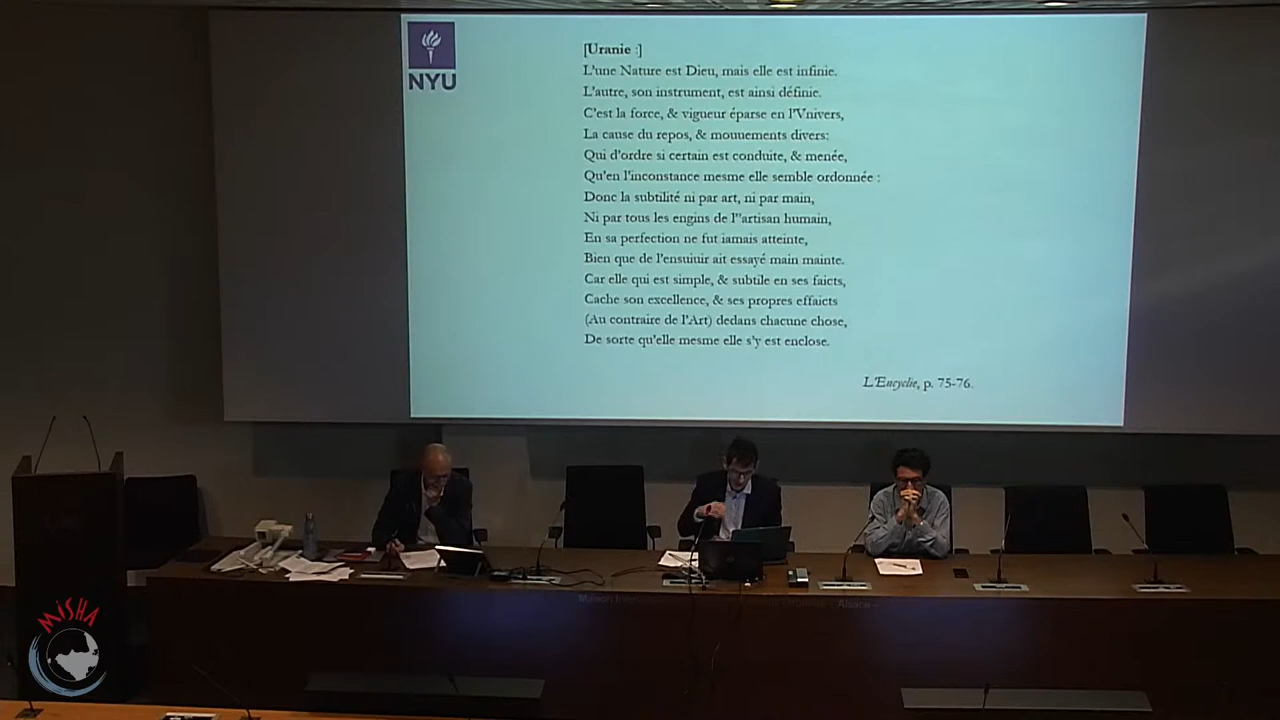 NYU
[Uranie :]
L'une Nature est Dieu, mais elle est infinie.
L'autre, son instrument, est ainsi définie.
C'est la force, & vigueur éparse en l'Vnivers,
La cause du repos, & mouuements divers:
Qui d'ordre si certain est conduite, & menée,
Qu'en l'inconstance mesme elle semble ordonnée :
Donc la subtilité ni par art, ni par main,
Ni par tous les engins de l''artisan humain,
En sa perfection ne fut iamais atteinte,
Bien que de l'ensuiuir ait essayé main mainte.
Car elle qui est simple, & subtile en ses faicts,
Cache son excellence, & ses propres effaicts
(Au contraire de l'Art) dedans chacune chose,
De sorte qu'elle mesme elle s'y est enclose.
L'Encyclie, p. 75-76.
MISHA